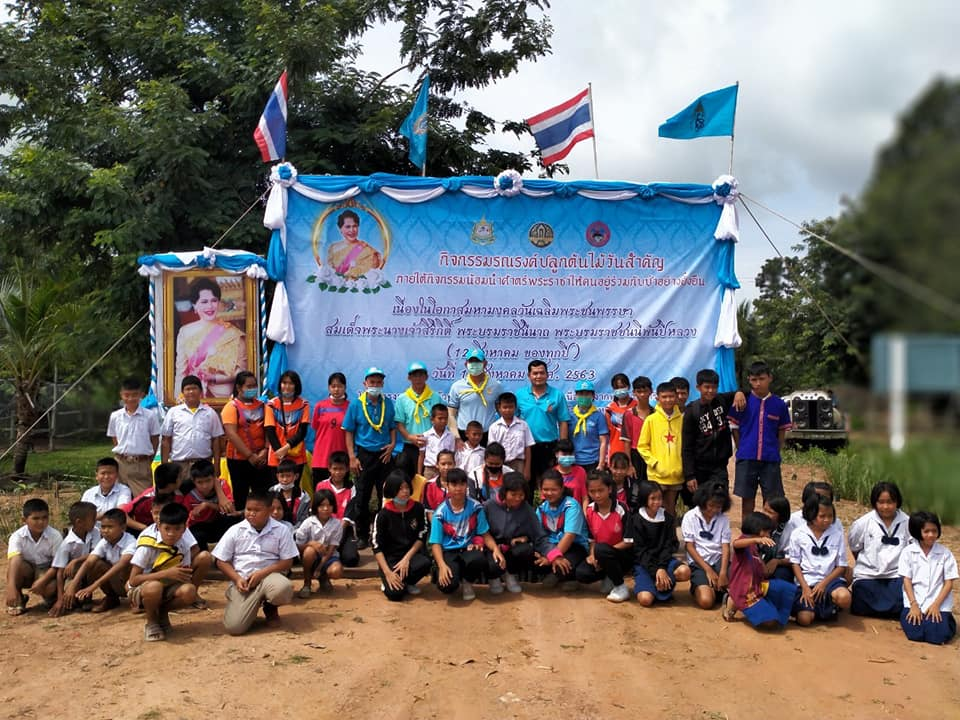 กิจกรรมรณรงค์ปลูกต้นไม้วันสำคัญ
ภายใต้กิจกรรมน้อมนำศาสตร์พระราชาให้คนอยู่ร่วมกับป่าอย่างยั่งยืน
เนื่องในโอกาสมหามงคลวันเฉลิมพระชนมพรรษา
สมเด็จพระนางเจ้าสิริกิติ์ พระบรมราชินีนาถ พระบรมราชชนนีพันปีหลวง
(12 สิงหาคม ของทุกปี)
วันที่ สิงหาคม 2563